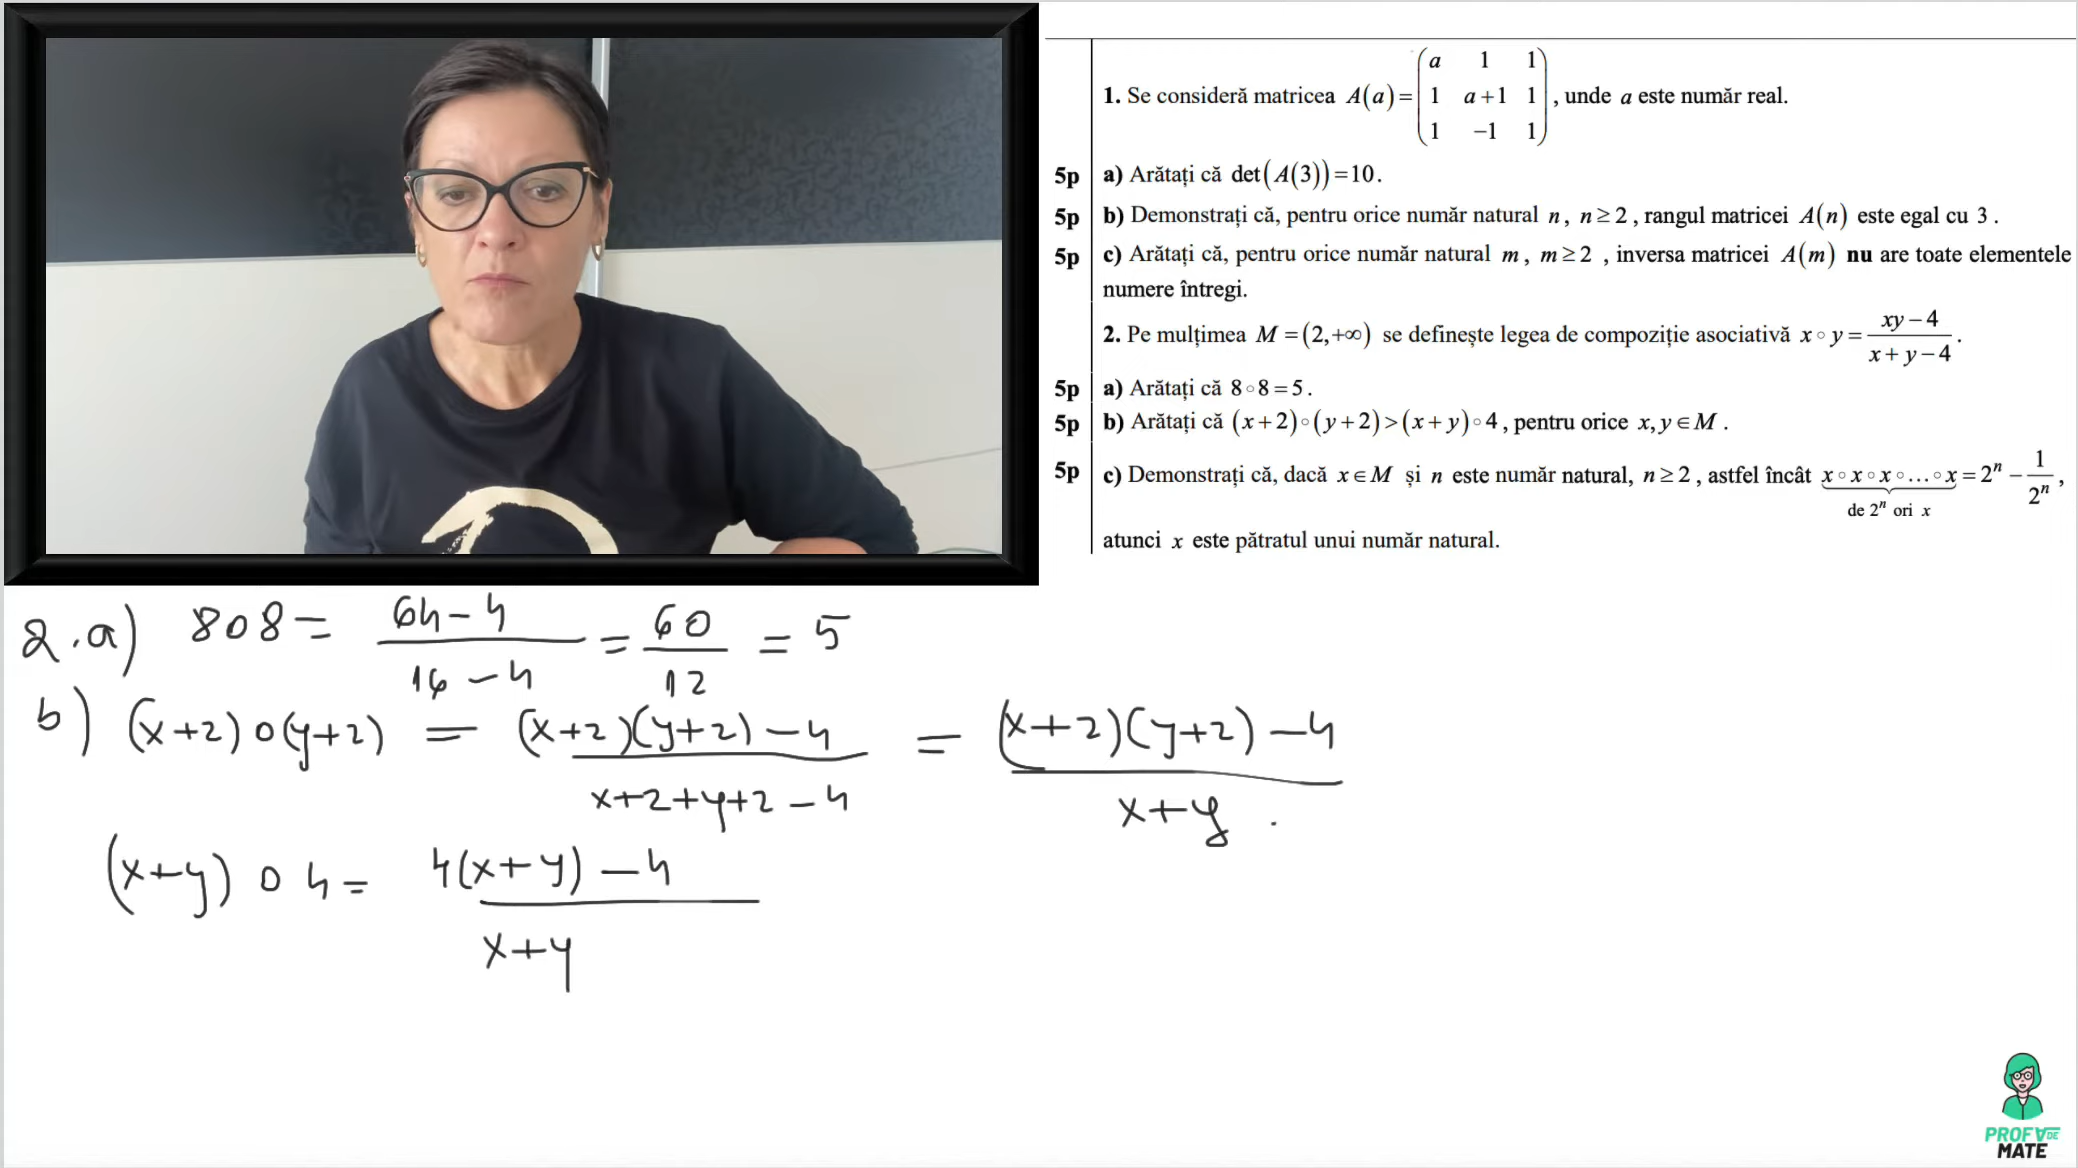 1. Se consideră matricea A(a) = ( a 1 1 ; 1 a+1 1 ; 1 −1 1 ), unde a este număr real.
5p a) Arătați că det(A(3)) = 10.
5p b) Demonstrați că, pentru orice număr natural n, n ≥ 2, rangul matricei A(n) este egal cu 3.
5p c) Arătați că, pentru orice număr natural m, m ≥ 2 , inversa matricei A(m) nu are toate elementele
numere întregi.
2. Pe mulțimea M = (2,+∞) se definește legea de compoziție asociativă x∘y = (xy−4)/(x+y−4).
5p a) Arătați că 8∘8 = 5.
5p b) Arătați că (x+2)∘(y+2) > (x+y)∘4, pentru orice x, y ∈ M.
5p c) Demonstrați că, dacă x ∈ M și n este număr natural, n ≥ 2, astfel încât x∘x∘x∘…∘x = 2ⁿ − 1/2ⁿ,
de 2ⁿ ori x
atunci x este pătratul unui număr natural.
2.a) 8∘8 = (64−4)/(16−4) = 60/12 = 5
b) (x+2)∘(y+2) = ((x+2)(y+2)−4)/(x+2+y+2−4) = ((x+2)(y+2)−4)/(x+y) .
(x+y)∘4 = (4(x+y)−4)/(x+y)
PROFA DE
MATE